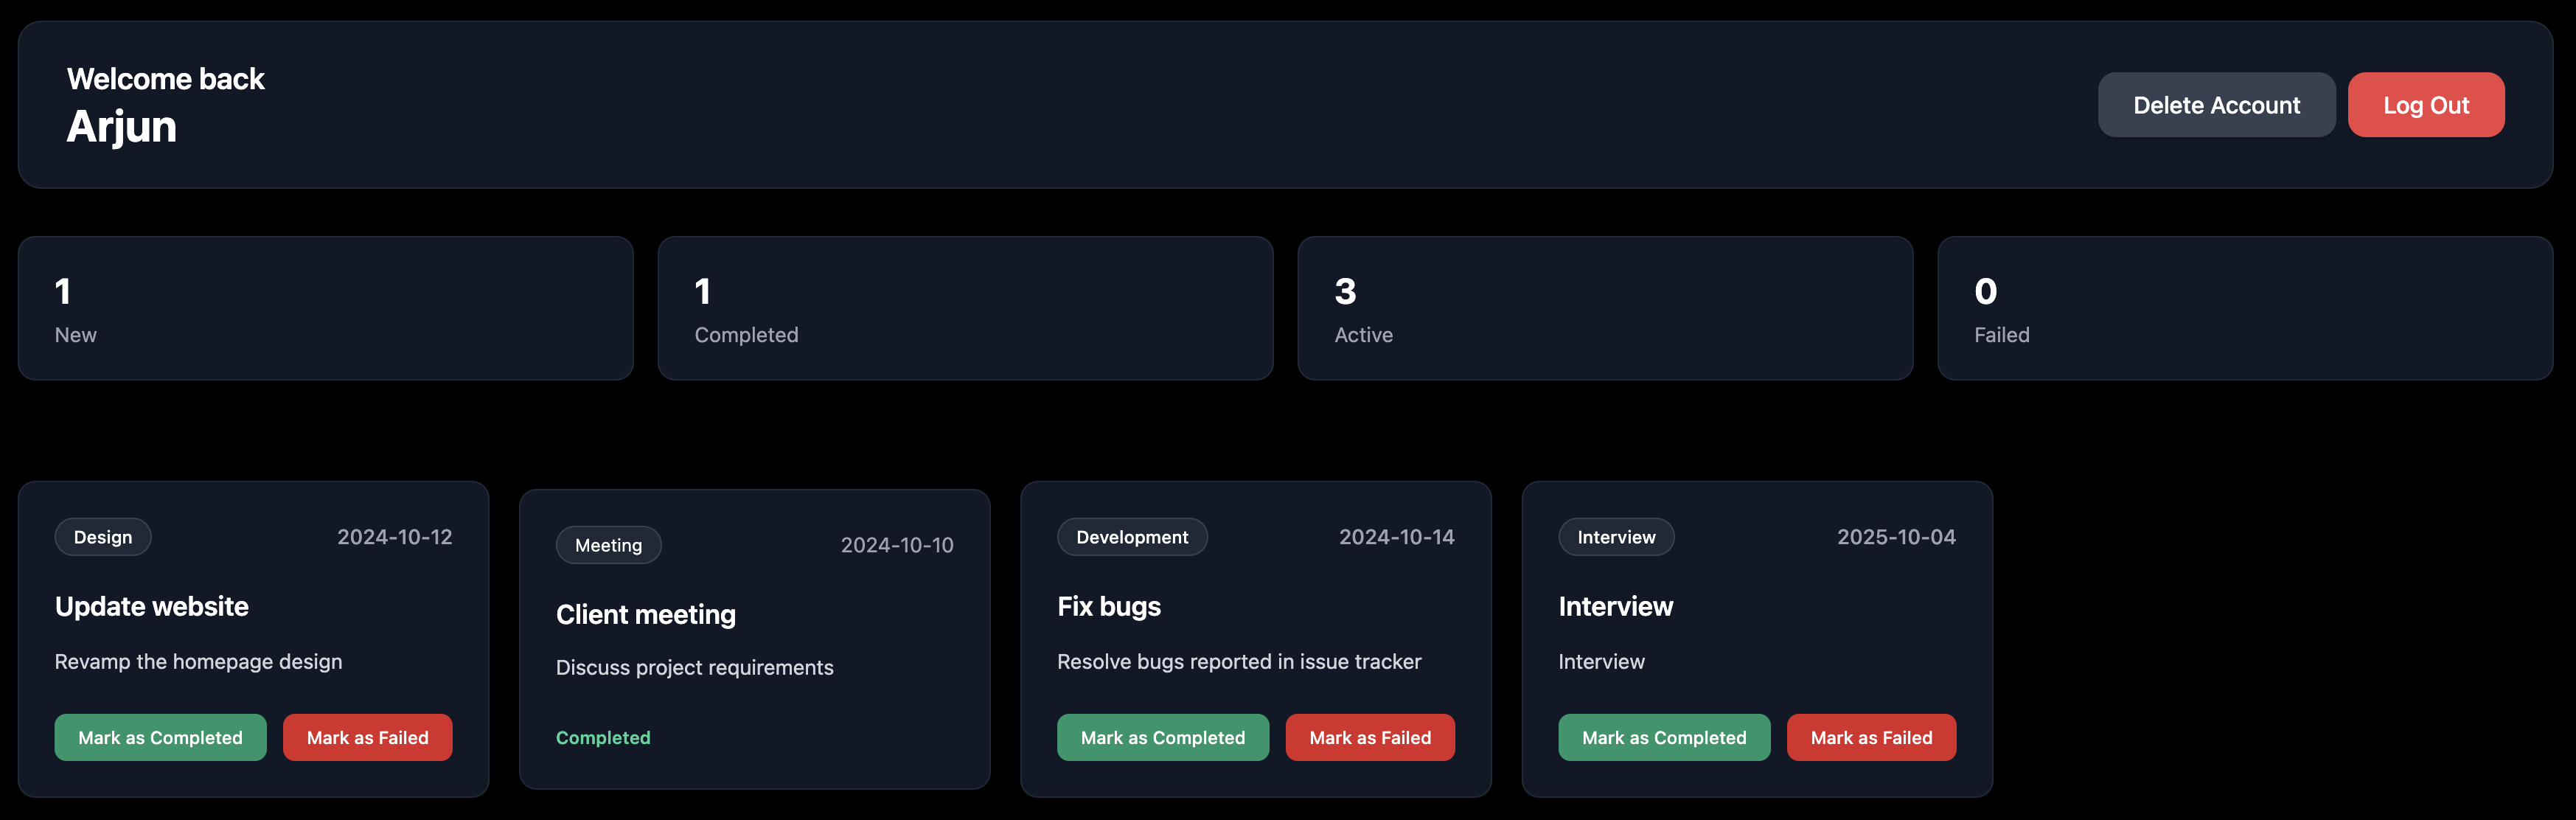 Welcome back
Arjun
Delete Account
Log Out
1
New
1
Completed
3
Active
0
Failed
Design
2024-10-12
Update website
Revamp the homepage design
Mark as Completed
Mark as Failed
Meeting
2024-10-10
Client meeting
Discuss project requirements
Completed
Development
2024-10-14
Fix bugs
Resolve bugs reported in issue tracker
Mark as Completed
Mark as Failed
Interview
2025-10-04
Interview
Interview
Mark as Completed
Mark as Failed